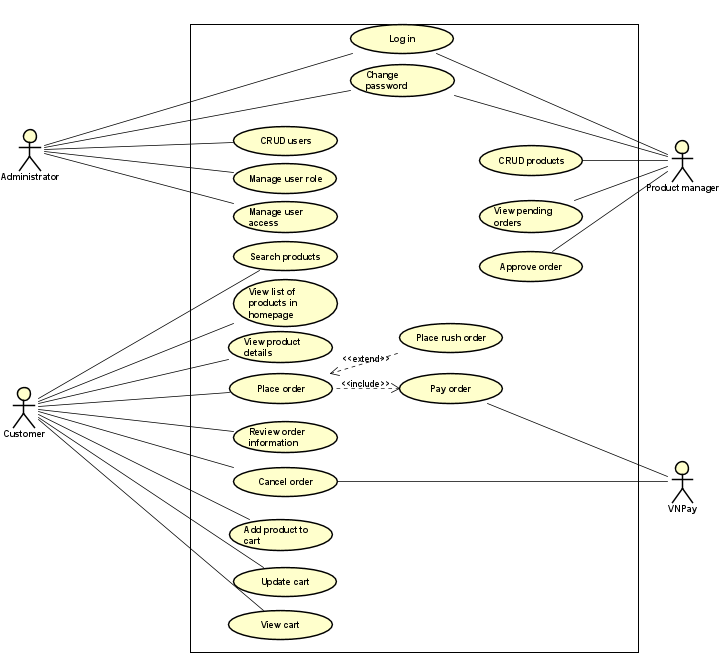 Log in
Change
password
CRUD users
Administrator
Manage user role
Manage user
access
CRUD products
Product manager
View pending
orders
Approve order
Search products
View list of
products in
homepage
View product
details
Place rush order
<<extend>>
Place order
<<include>>
Pay order
Customer
Review order
information
Cancel order
VNPay
Add product to
cart
Update cart
View cart